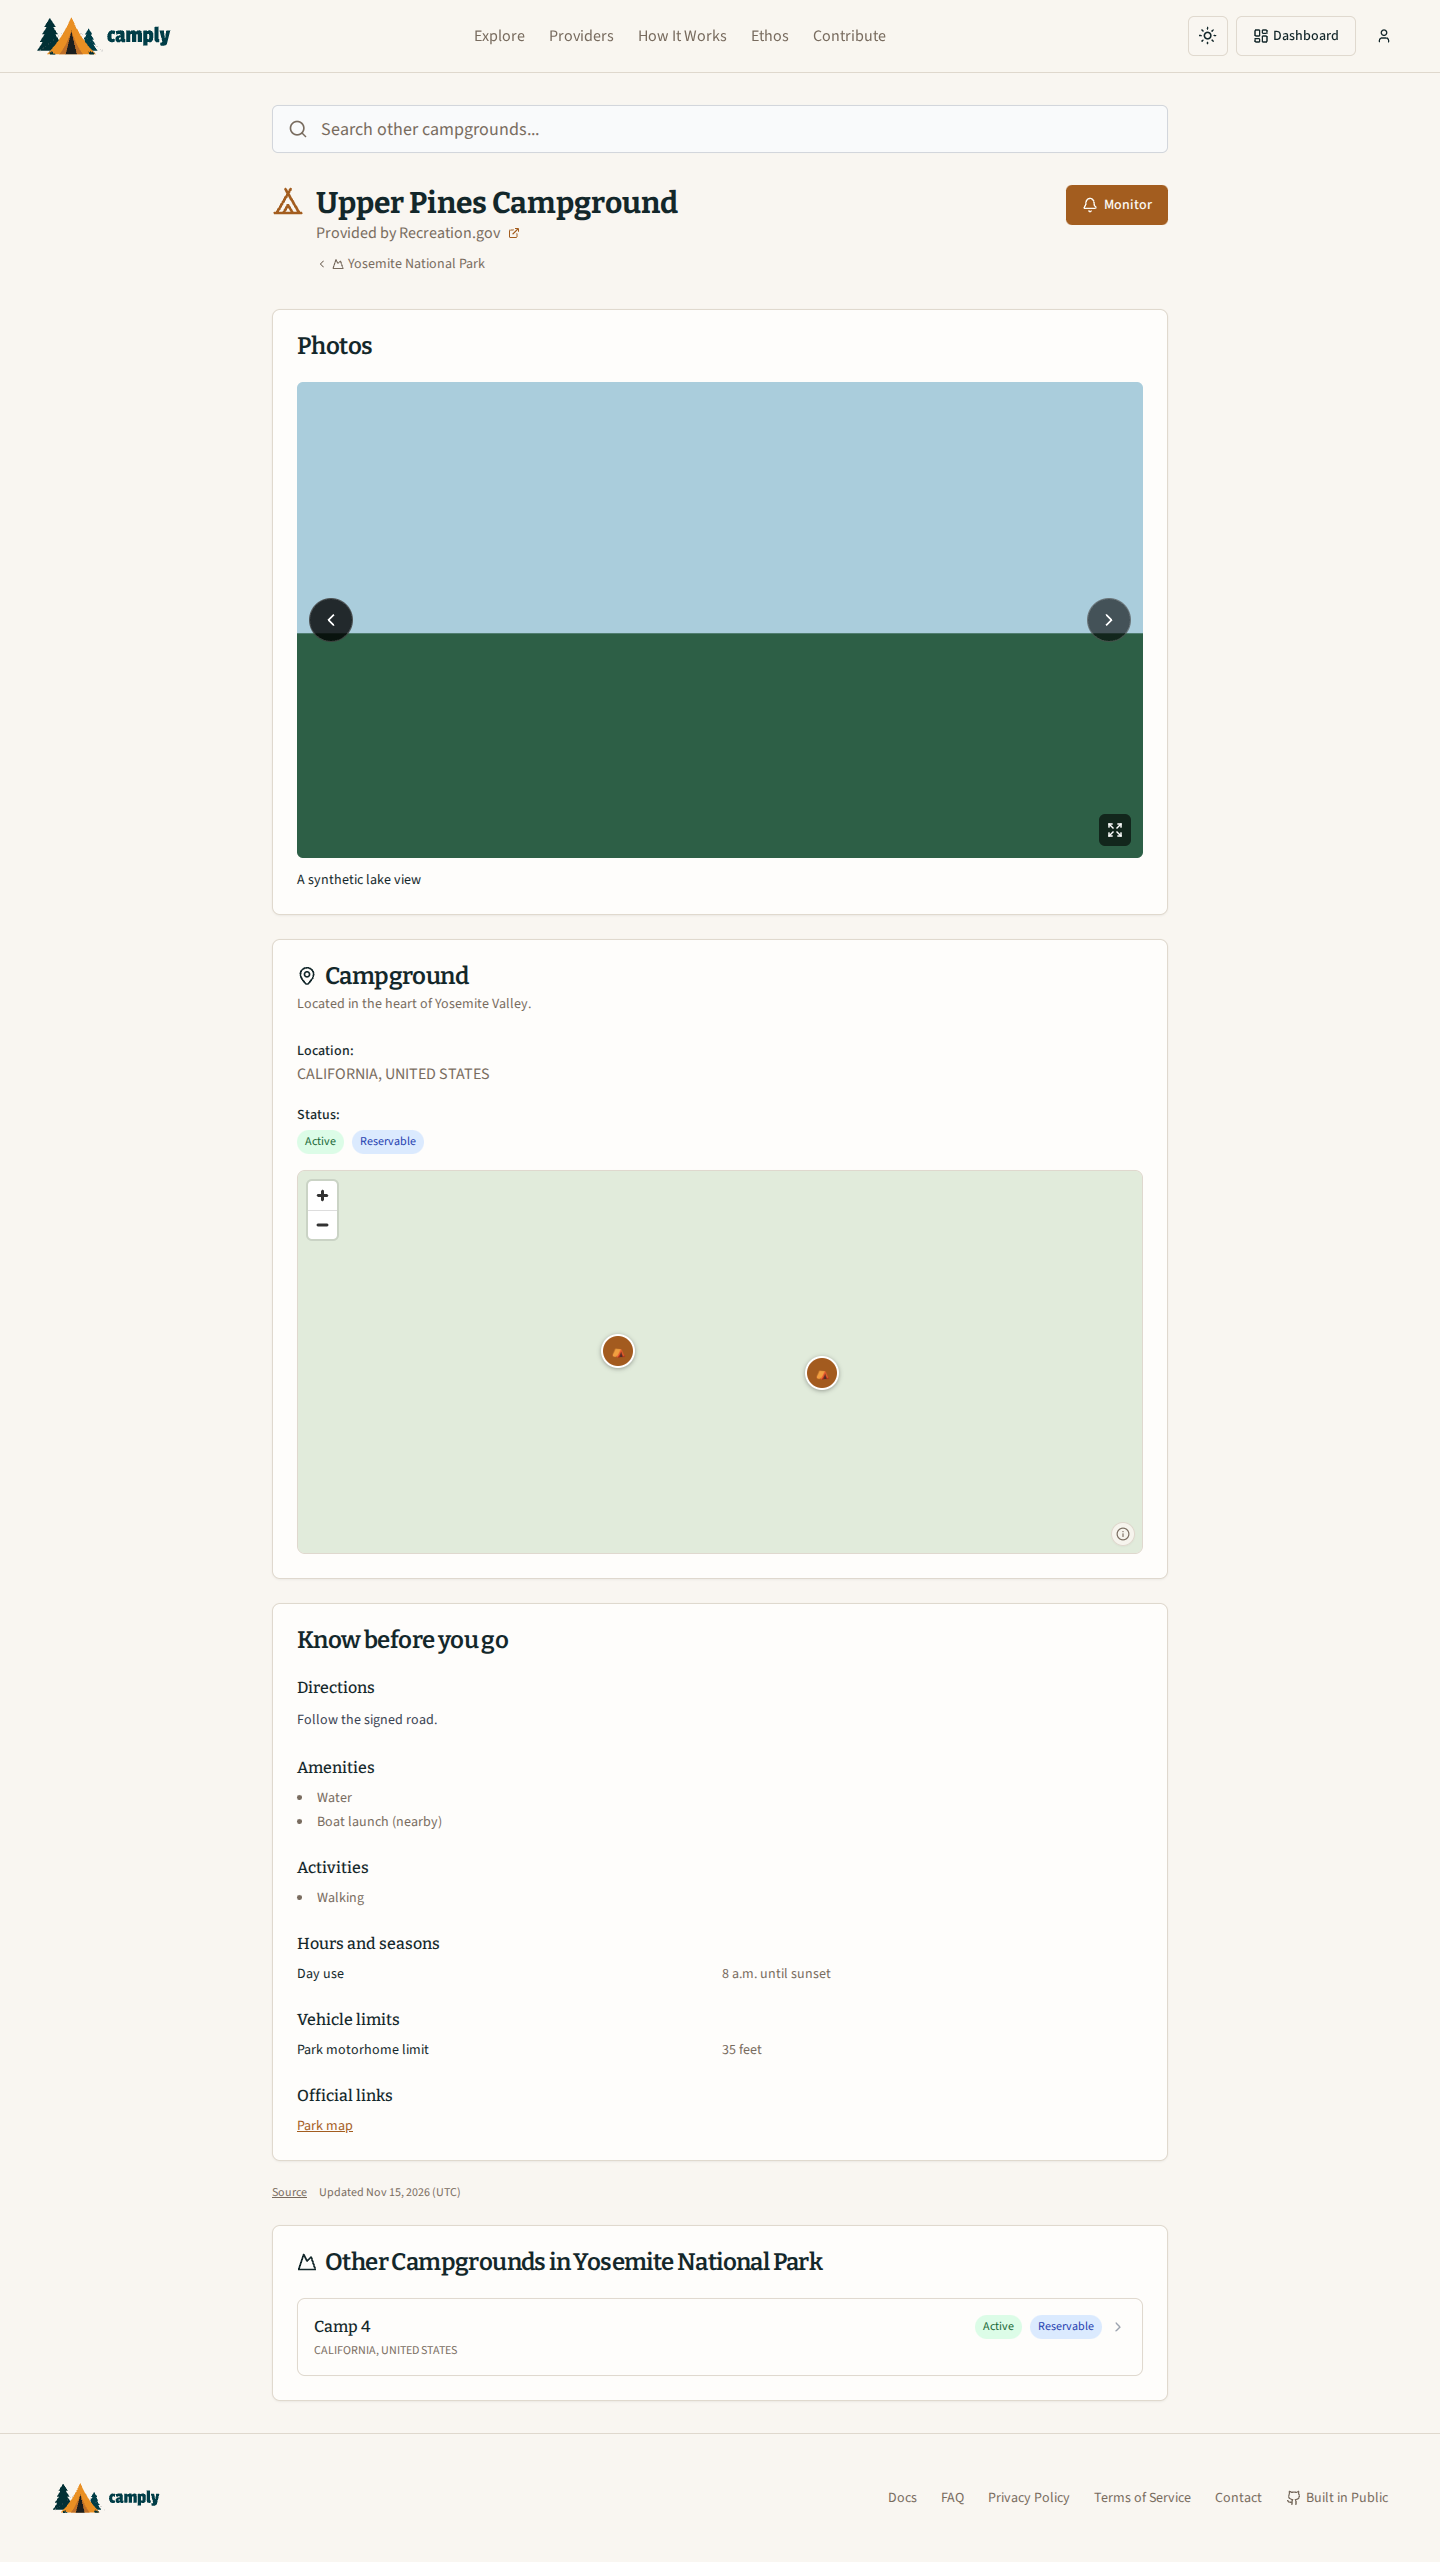 camply
Explore Providers How It Works Ethos Contribute
Dashboard
Search other campgrounds...
Upper Pines Campground
Monitor
Provided by Recreation.gov
Yosemite National Park
Photos
A synthetic lake view
Campground
Located in the heart of Yosemite Valley.
Location:
CALIFORNIA, UNITED STATES
Status:
Active Reservable
Know before you go
Directions
Follow the signed road.
Amenities
• Water
• Boat launch (nearby)
Activities
• Walking
Hours and seasons
Day use 8 a.m. until sunset
Vehicle limits
Park motorhome limit 35 feet
Official links
Park map
Source Updated Nov 15, 2026 (UTC)
Other Campgrounds in Yosemite National Park
Camp 4 Active Reservable
CALIFORNIA, UNITED STATES
camply
Docs FAQ Privacy Policy Terms of Service Contact Built in Public